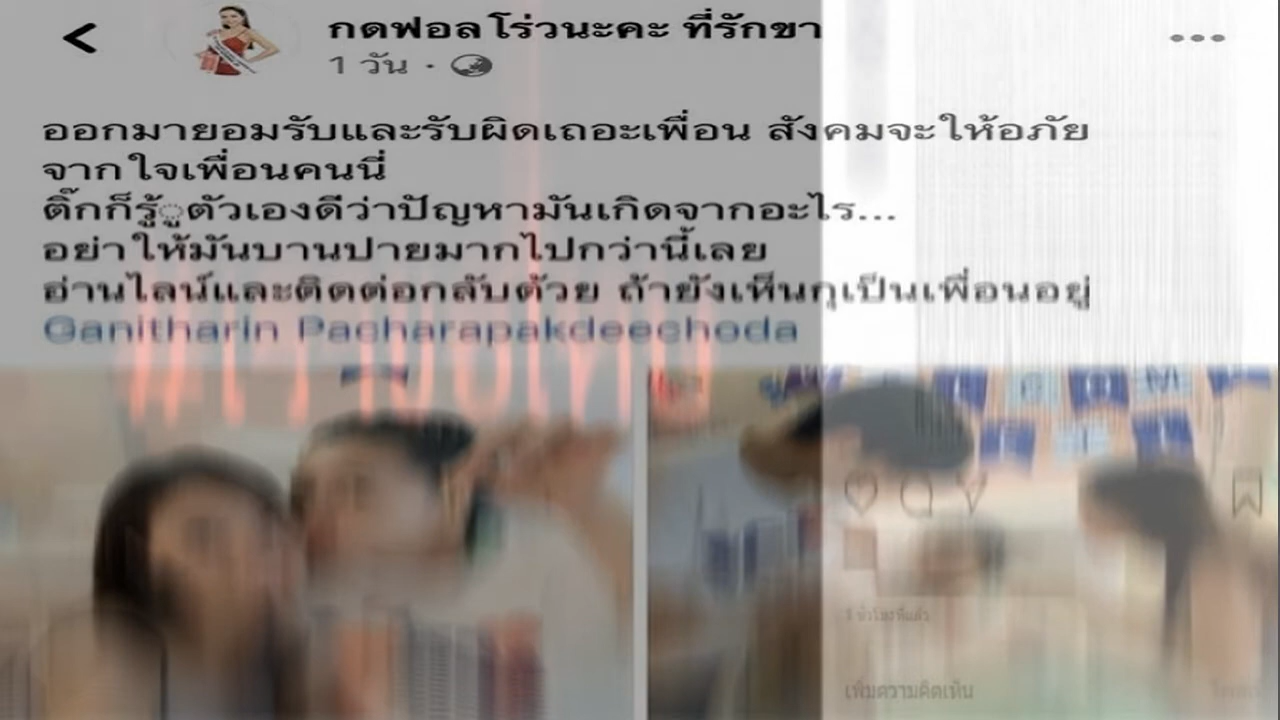 กดฟอลโร่วนะคะ ที่รักขา
1 วัน ·
ออกมายอมรับและรับผิดเถอะเพื่อน สังคมจะให้อภัย
จากใจเพื่อนคนนี่
ติ๊กก็รูู้ตัวเองดีว่าปัญหามันเกิดจากอะไร...
อย่าให้มันบานปายมากไปกว่านี้เลย
อ่านไลน์และติดต่อกลับด้วย ถ้ายังเห็นกุเป็นเพื่อนอยู่
Ganitharin Pacharapakdeechoda
1 ชั่วโมงที่แล้ว
เพิ่มความคิดเห็น